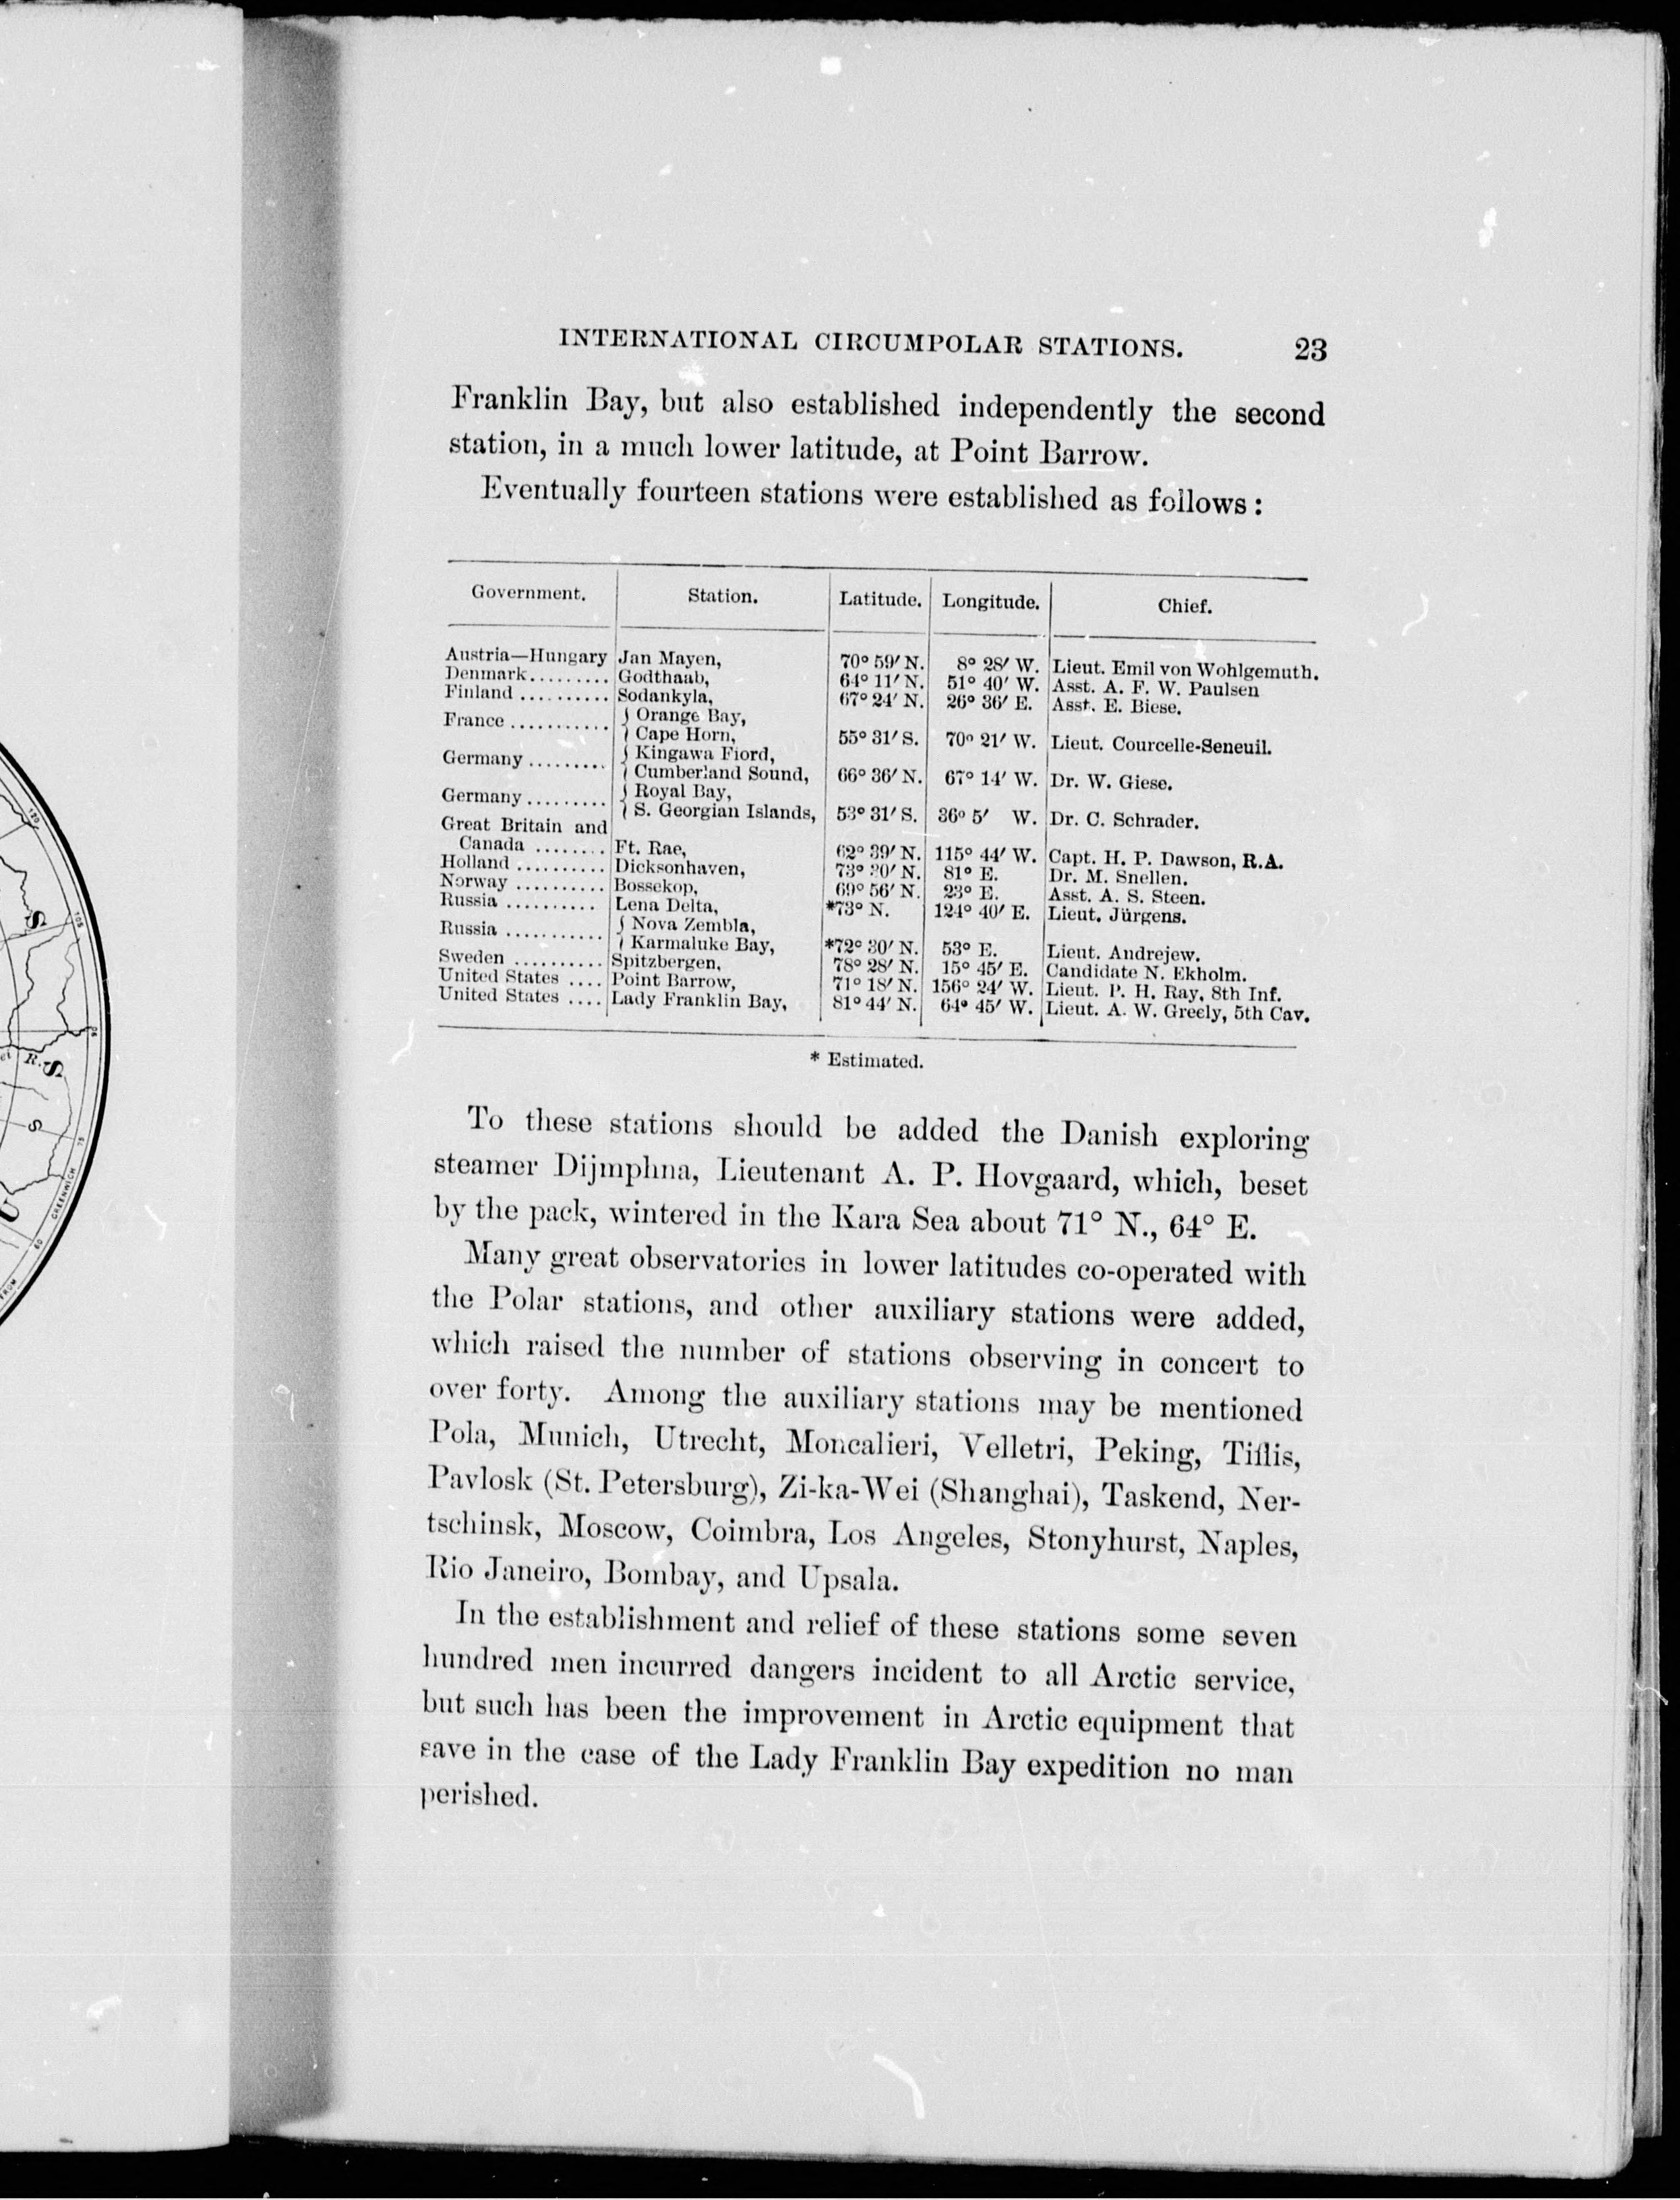 INTERNATIONAL CIRCUMPOLAR STATIONS. 23
Franklin Bay, but also established independently the second
station, in a much lower latitude, at Point Barrow.
Eventually fourteen stations were established as follows:
Government. Station. Latitude. Longitude. Chief.
Austria—Hungary Jan Mayen, 70° 59′ N. 8° 28′ W. Lieut. Emil von Wohlgemuth.
Denmark......... Godthaab, 64° 11′ N. 51° 40′ W. Asst. A. F. W. Paulsen
Finland .......... Sodankyla, 67° 24′ N. 26° 36′ E. Asst. E. Biese.
France ........... { Orange Bay,
{ Cape Horn, 55° 31′ S. 70° 21′ W. Lieut. Courcelle-Seneuil.
Germany ......... { Kingawa Fiord,
{ Cumberland Sound, 66° 36′ N. 67° 14′ W. Dr. W. Giese.
Germany ......... { Royal Bay,
{ S. Georgian Islands, 53° 31′ S. 36° 5′ W. Dr. C. Schrader.
Great Britain and
Canada ........ Ft. Rae, 62° 39′ N. 115° 44′ W. Capt. H. P. Dawson, R.A.
Holland .......... Dicksonhaven, 73° 30′ N. 81° E. Dr. M. Snellen.
Norway .......... Bossekop, 69° 56′ N. 23° E. Asst. A. S. Steen.
Russia .......... Lena Delta, *73° N. 124° 40′ E. Lieut. Jürgens.
Russia ........... { Nova Zembla,
{ Karmaluke Bay, *72° 30′ N. 53° E. Lieut. Andrejew.
Sweden .......... Spitzbergen, 78° 28′ N. 15° 45′ E. Candidate N. Ekholm.
United States .... Point Barrow, 71° 18′ N. 156° 24′ W. Lieut. P. H. Ray, 8th Inf.
United States .... Lady Franklin Bay, 81° 44′ N. 64° 45′ W. Lieut. A. W. Greely, 5th Cav.
* Estimated.
To these stations should be added the Danish exploring
steamer Dijmphna, Lieutenant A. P. Hovgaard, which, beset
by the pack, wintered in the Kara Sea about 71° N., 64° E.
Many great observatories in lower latitudes co-operated with
the Polar stations, and other auxiliary stations were added,
which raised the number of stations observing in concert to
over forty. Among the auxiliary stations may be mentioned
Pola, Munich, Utrecht, Moncalieri, Velletri, Peking, Tiflis,
Pavlosk (St. Petersburg), Zi-ka-Wei (Shanghai), Taskend, Ner-
tschinsk, Moscow, Coimbra, Los Angeles, Stonyhurst, Naples,
Rio Janeiro, Bombay, and Upsala.
In the establishment and relief of these stations some seven
hundred men incurred dangers incident to all Arctic service,
but such has been the improvement in Arctic equipment that
save in the case of the Lady Franklin Bay expedition no man
perished.
120
S
105
R.
S
S
75
U
GREENWICH
60
FROM